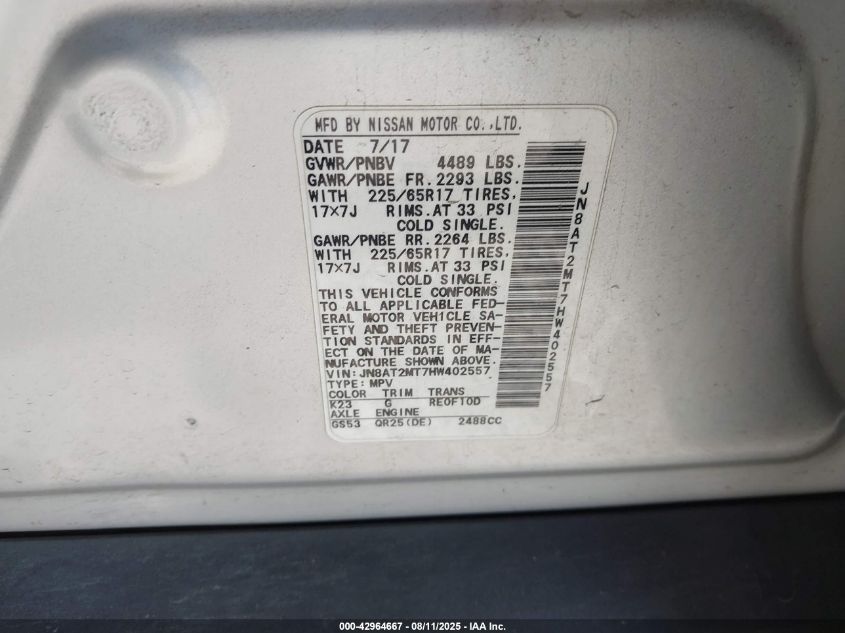 MFD BY NISSAN MOTOR CO.,LTD.
DATE 7/17
GVWR/PNBV 4489 LBS.
GAWR/PNBE FR. 2293 LBS.
WITH 225/65R17 TIRES,
17×7J RIMS.AT 33 PSI
COLD SINGLE.
GAWR/PNBE RR. 2264 LBS.
WITH 225/65R17 TIRES,
17×7J RIMS.AT 33 PSI
COLD SINGLE.
THIS VEHICLE CONFORMS
TO ALL APPLICABLE FED-
ERAL MOTOR VEHICLE SA-
FETY AND THEFT PREVEN-
TION STANDARDS IN EFF-
ECT ON THE DATE OF MA-
NUFACTURE SHOWN ABOVE.
VIN:JN8AT2MT7HW402557
TYPE: MPV
COLOR TRIM TRANS
K23 G RE0F10D
AXLE ENGINE
GS53 QR25(DE) 2488CC
JN8AT2MT7HW402557
000-42964667 - 08/11/2025 - IAA Inc.